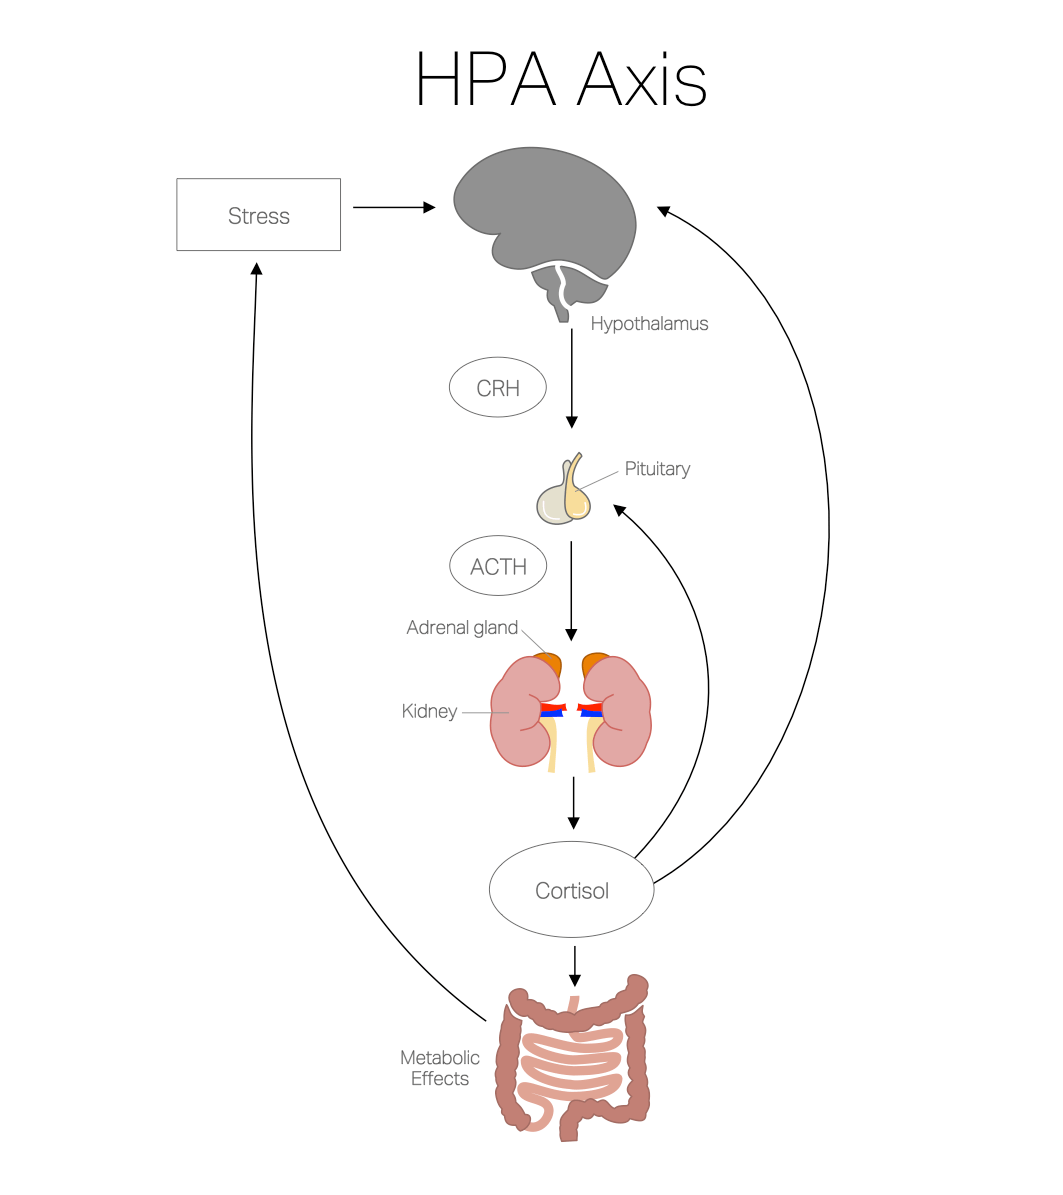 HPA Axis
Stress
Hypothalamus
CRH
Pituitary
ACTH
Adrenal gland
Kidney
Cortisol
Metabolic
Effects